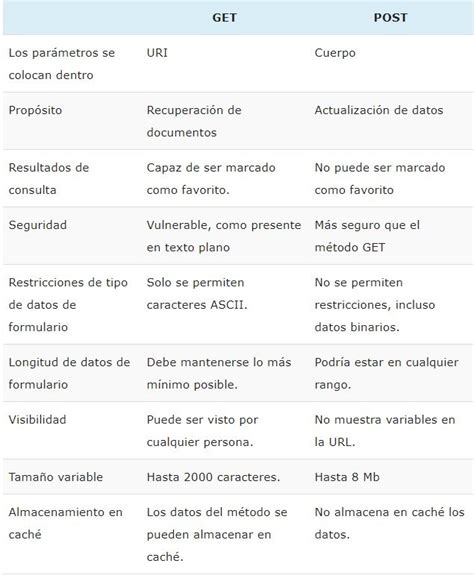 GET POST
Los parámetros se colocan dentro URI Cuerpo
Propósito Recuperación de documentos Actualización de datos
Resultados de consulta Capaz de ser marcado como favorito. No puede ser marcado como favorito
Seguridad Vulnerable, como presente en texto plano Más seguro que el método GET
Restricciones de tipo de datos de formulario Solo se permiten caracteres ASCII. No se permiten restricciones, incluso datos binarios.
Longitud de datos de formulario Debe mantenerse lo más mínimo posible. Podría estar en cualquier rango.
Visibilidad Puede ser visto por cualquier persona. No muestra variables en la URL.
Tamaño variable Hasta 2000 caracteres. Hasta 8 Mb
Almacenamiento en caché Los datos del método se pueden almacenar en caché. No almacena en caché los datos.